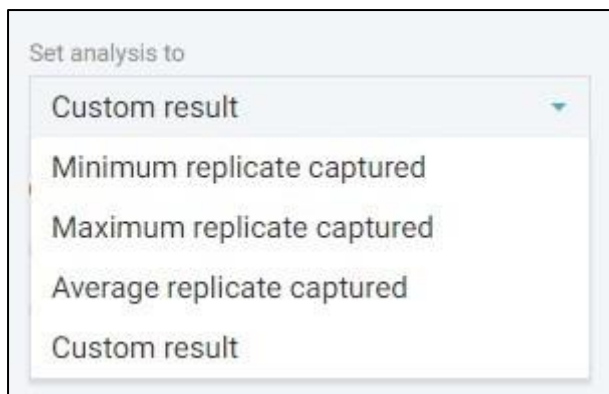 Set analysis to
Custom result
Minimum replicate captured
Maximum replicate captured
Average replicate captured
Custom result